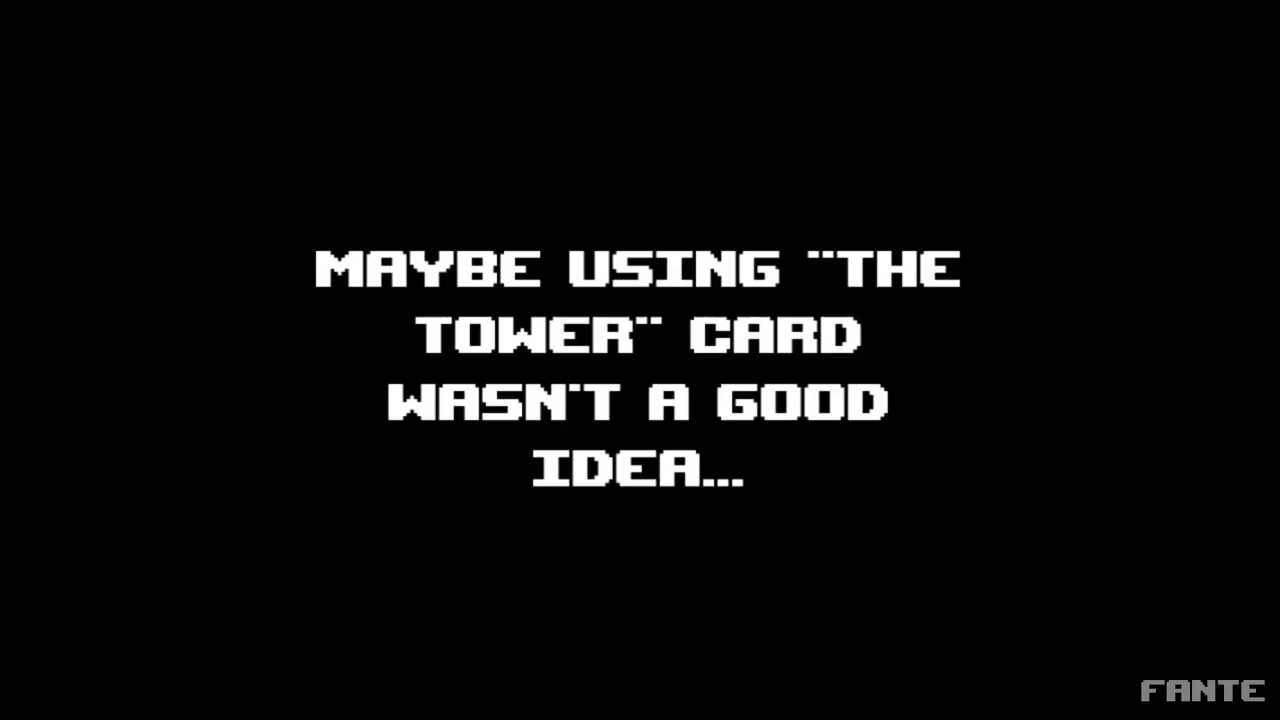 MAYBE USING ¨THE
TOWER¨ CARD
WASN'T A GOOD
IDEA...
FANTE